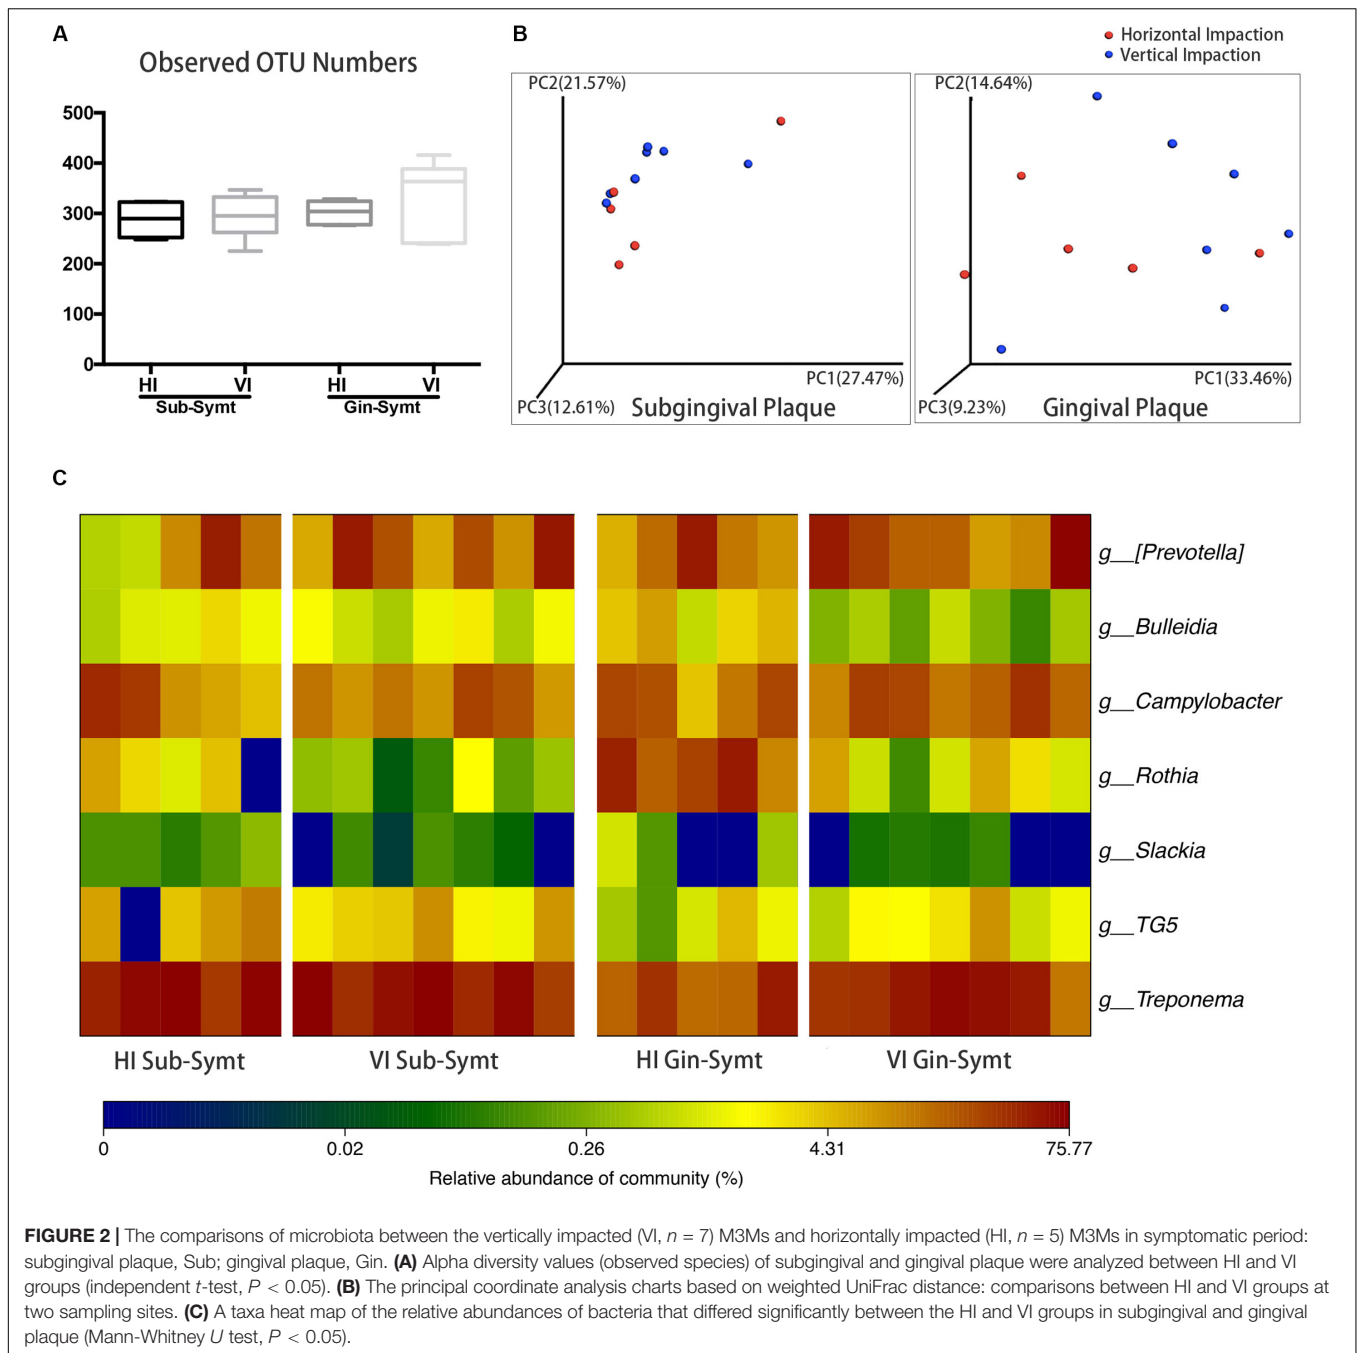 A
Observed OTU Numbers
500
400
300
200
100
0
HI
VI
HI
VI
Sub-Symt
Gin-Symt
B
Horizontal Impaction
Vertical Impaction
PC2(21.57%)
PC1(27.47%)
PC3(12.61%)
Subgingival Plaque
PC2(14.64%)
PC1(33.46%)
PC3(9.23%)
Gingival Plaque
C
g__[Prevotella]
g__Bulleidia
g__Campylobacter
g__Rothia
g__Slackia
g__TG5
g__Treponema
HI Sub-Symt
VI Sub-Symt
HI Gin-Symt
VI Gin-Symt
0
0.02
0.26
4.31
75.77
Relative abundance of community (%)
FIGURE 2 | The comparisons of microbiota between the vertically impacted (VI, n = 7) M3Ms and horizontally impacted (HI, n = 5) M3Ms in symptomatic period:
subgingival plaque, Sub; gingival plaque, Gin. (A) Alpha diversity values (observed species) of subgingival and gingival plaque were analyzed between HI and VI
groups (independent t-test, P < 0.05). (B) The principal coordinate analysis charts based on weighted UniFrac distance: comparisons between HI and VI groups at
two sampling sites. (C) A taxa heat map of the relative abundances of bacteria that differed significantly between the HI and VI groups in subgingival and gingival
plaque (Mann-Whitney U test, P < 0.05).